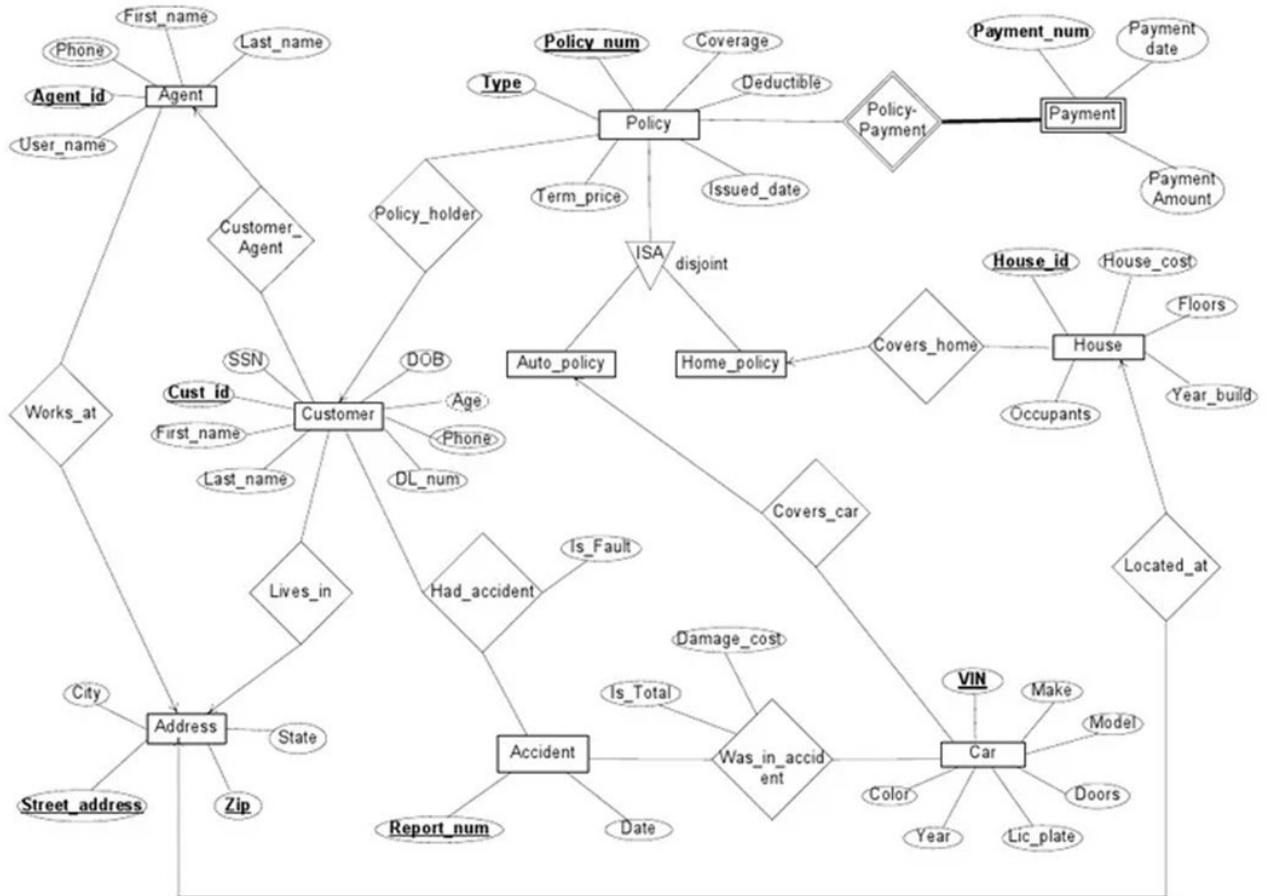 First_name
Phone
Last_name
Agent_id
Agent
User_name
Policy_num
Coverage
Type
Deductible
Policy
Term_price
Issued_date
Policy-
Payment
Payment_num
Payment
date
Payment
Payment
Amount
Customer_
Agent
Policy_holder
ISA
disjoint
House_id
House_cost
Floors
House
Year_build
Occupants
Covers_home
Auto_policy
Home_policy
SSN
DOB
Cust_id
Age
Customer
First_name
Phone
Last_name
DL_num
Works_at
Covers_car
Located_at
Lives_in
Had_accident
Is_Fault
Damage_cost
Is_Total
Was_in_accid
ent
City
Address
State
Street_address
Zip
Accident
Report_num
Date
VIN
Make
Model
Car
Color
Doors
Year
Lic_plate